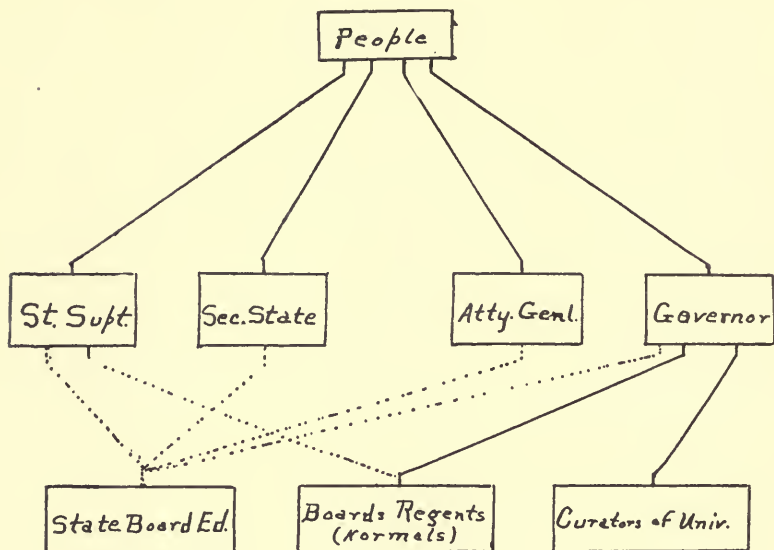 People
St. Supt.
Sec. State
Atty. Genl.
Governor
State Board Ed.
Boards Regents
(Normals)
Curators of Univ.